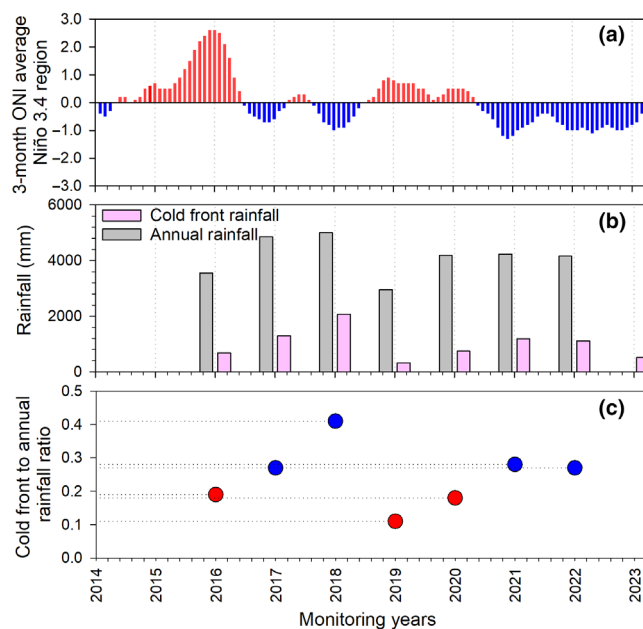 (a)
3-month ONI average
Niño 3.4 region
3.0
2.0
1.0
0.0
−1.0
−2.0
−3.0
(b)
Cold front rainfall
Annual rainfall
Rainfall (mm)
6000
4000
2000
0
(c)
Cold front to annual
rainfall ratio
0.5
0.4
0.3
0.2
0.1
0.0
2014
2015
2016
2017
2018
2019
2020
2021
2022
2023
Monitoring years